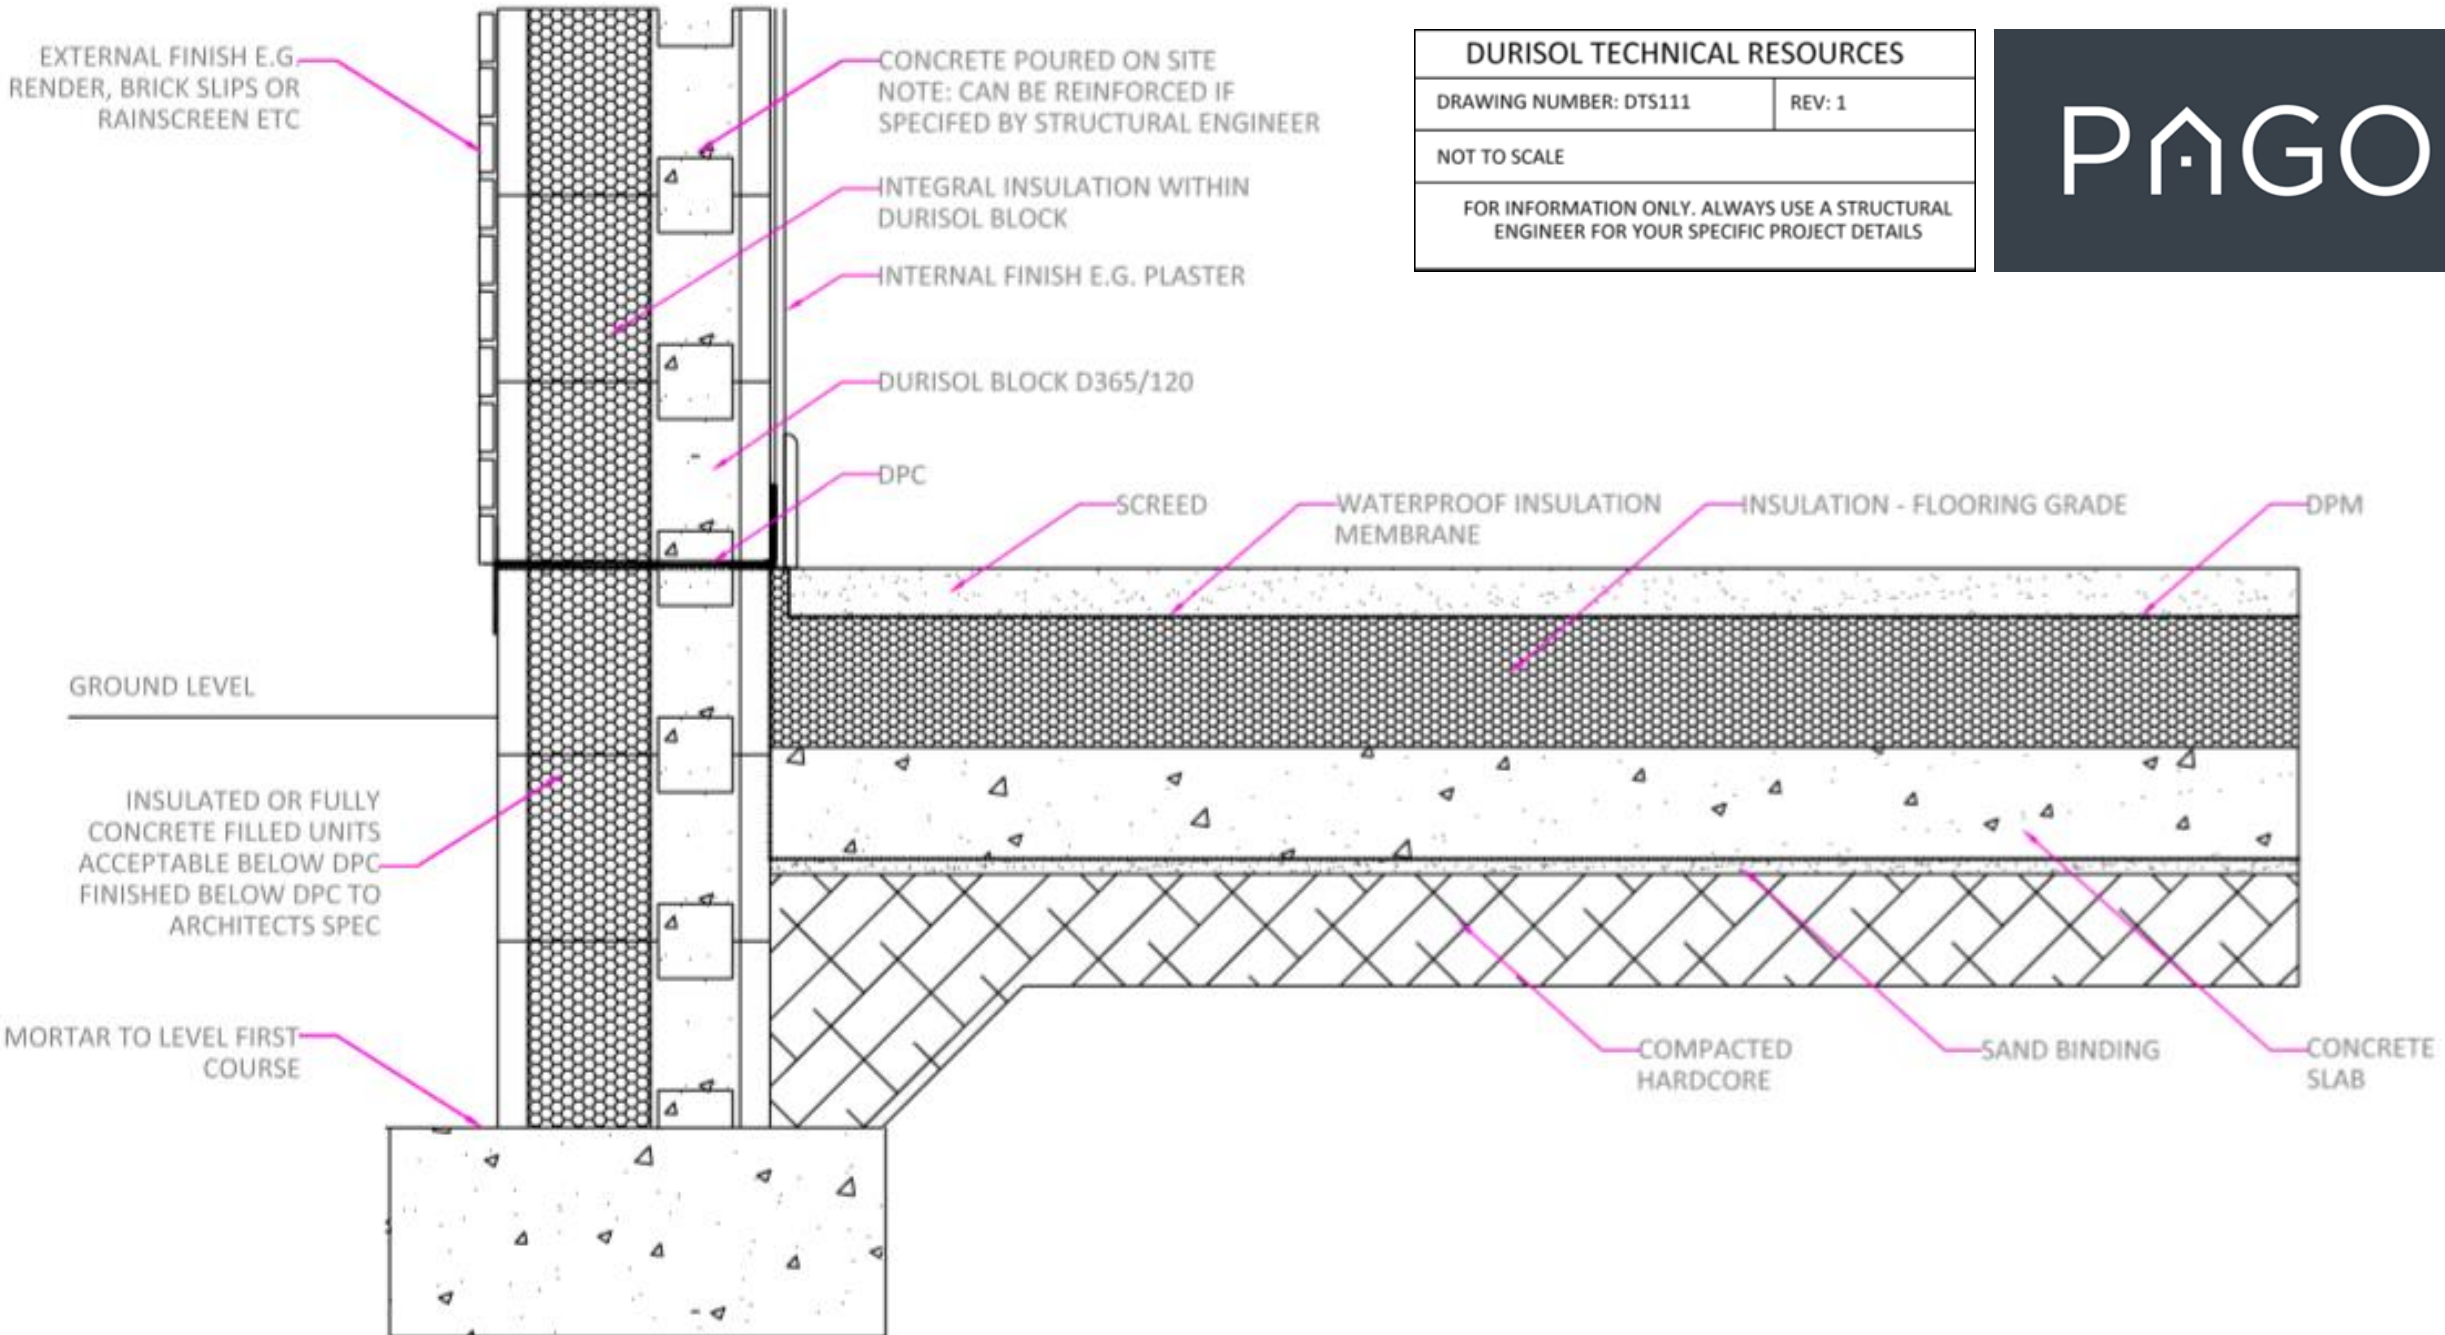 EXTERNAL FINISH E.G.
RENDER, BRICK SLIPS OR
RAINSCREEN ETC
CONCRETE POURED ON SITE
NOTE: CAN BE REINFORCED IF
SPECIFED BY STRUCTURAL ENGINEER
INTEGRAL INSULATION WITHIN
DURISOL BLOCK
INTERNAL FINISH E.G. PLASTER
DURISOL BLOCK D365/120
DPC
DURISOL TECHNICAL RESOURCES
DRAWING NUMBER: DTS111
REV: 1
NOT TO SCALE
FOR INFORMATION ONLY. ALWAYS USE A STRUCTURAL
ENGINEER FOR YOUR SPECIFIC PROJECT DETAILS
PAGO
SCREED
WATERPROOF INSULATION
MEMBRANE
INSULATION - FLOORING GRADE
DPM
GROUND LEVEL
INSULATED OR FULLY
CONCRETE FILLED UNITS
ACCEPTABLE BELOW DPC
FINISHED BELOW DPC TO
ARCHITECTS SPEC
MORTAR TO LEVEL FIRST
COURSE
COMPACTED
HARDCORE
SAND BINDING
CONCRETE
SLAB